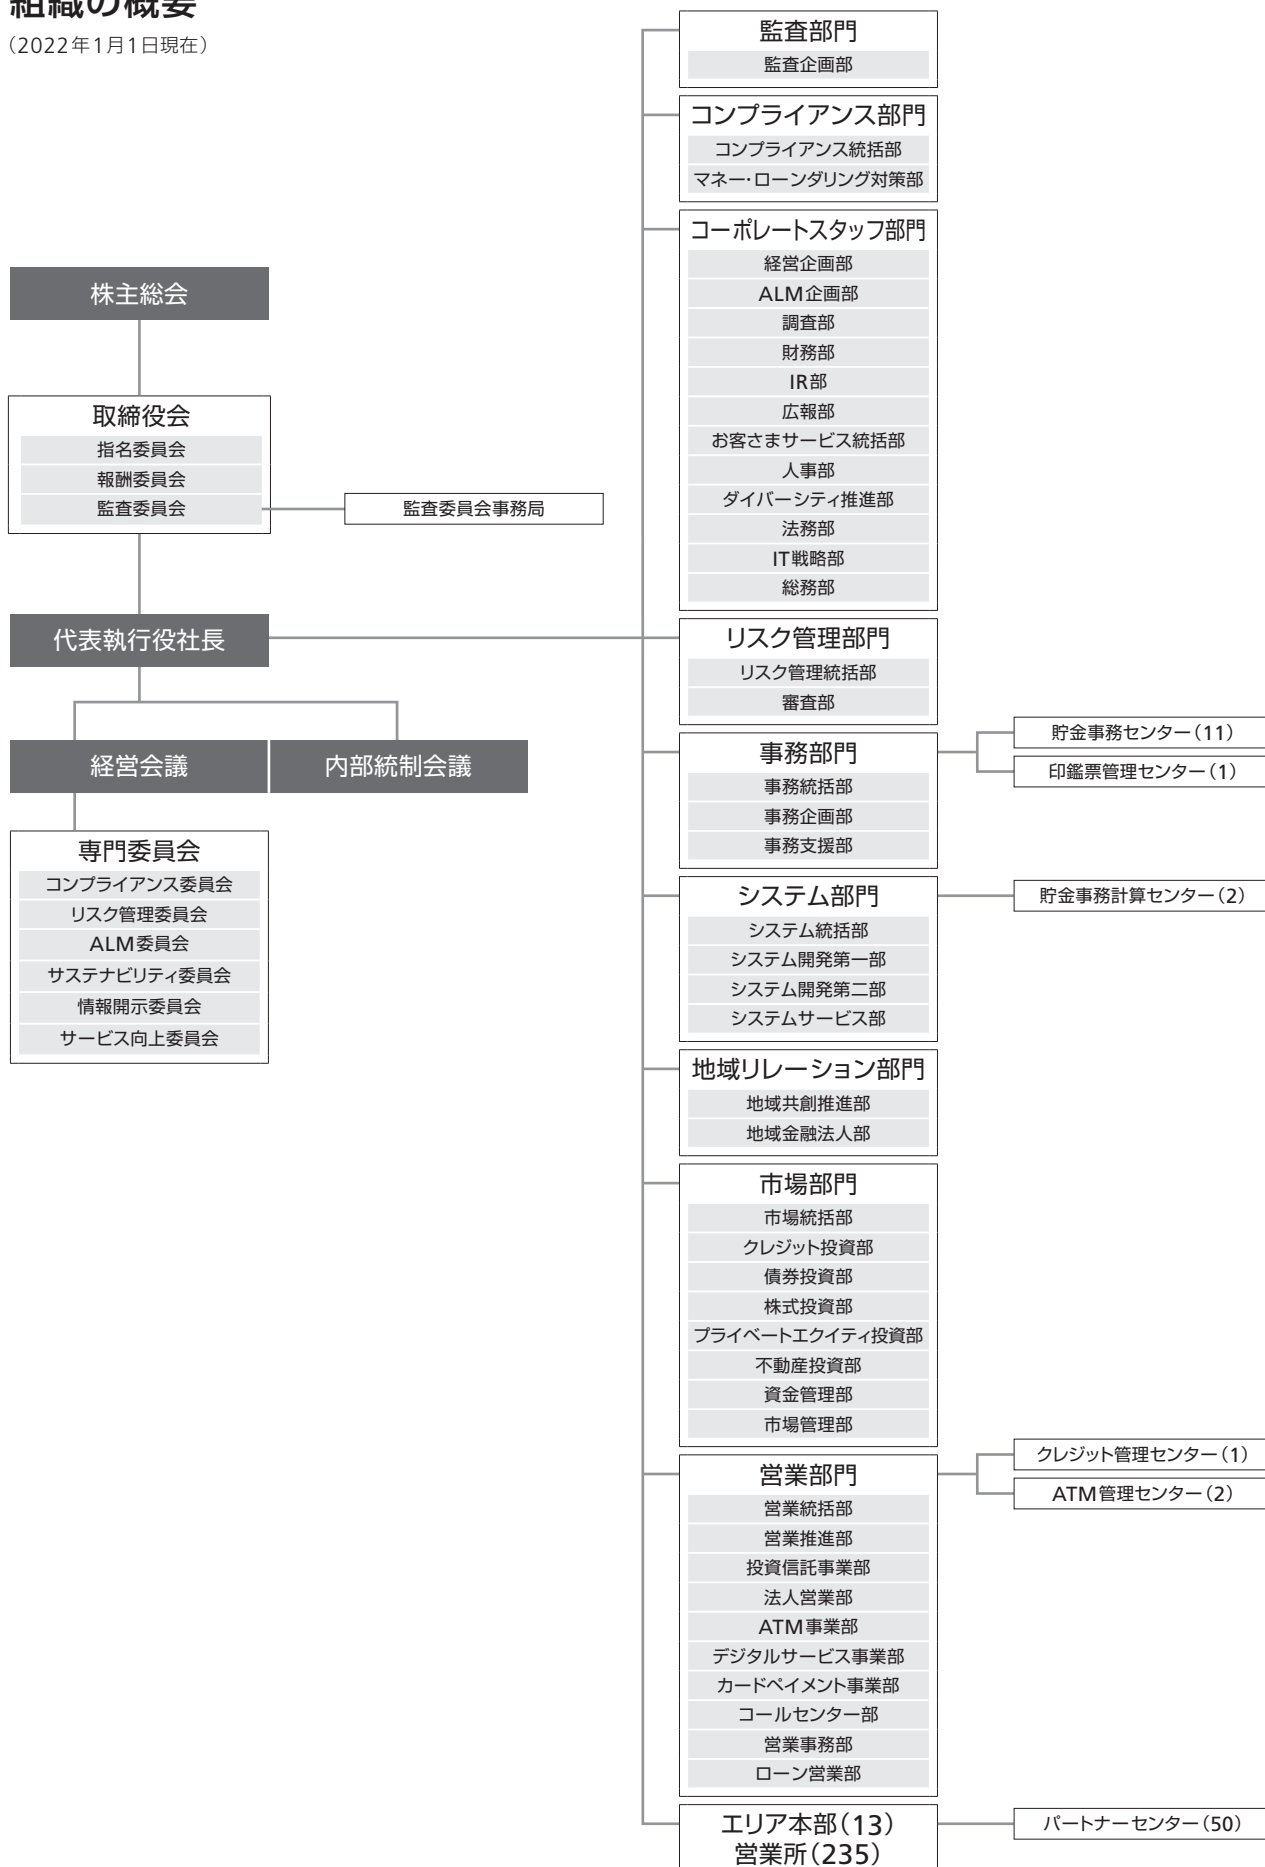 組織の概要
（2022年1月1日現在）
株主総会
取締役会
指名委員会
報酬委員会
監査委員会
監査委員会事務局
代表執行役社長
経営会議
内部統制会議
専門委員会
コンプライアンス委員会
リスク管理委員会
ALM委員会
サステナビリティ委員会
情報開示委員会
サービス向上委員会
監査部門
監査企画部
コンプライアンス部門
コンプライアンス統括部
マネー・ローンダリング対策部
コーポレートスタッフ部門
経営企画部
ALM企画部
調査部
財務部
IR部
広報部
お客さまサービス統括部
人事部
ダイバーシティ推進部
法務部
IT戦略部
総務部
リスク管理部門
リスク管理統括部
審査部
事務部門
事務統括部
事務企画部
事務支援部
貯金事務センター（11）
印鑑票管理センター（1）
システム部門
システム統括部
システム開発第一部
システム開発第二部
システムサービス部
貯金事務計算センター（2）
地域リレーション部門
地域共創推進部
地域金融法人部
市場部門
市場統括部
クレジット投資部
債券投資部
株式投資部
プライベートエクイティ投資部
不動産投資部
資金管理部
市場管理部
営業部門
営業統括部
営業推進部
投資信託事業部
法人営業部
ATM事業部
デジタルサービス事業部
カードペイメント事業部
コールセンター部
営業事務部
ローン営業部
クレジット管理センター（1）
ATM管理センター（2）
エリア本部（13）
営業所（235）
パートナーセンター（50）